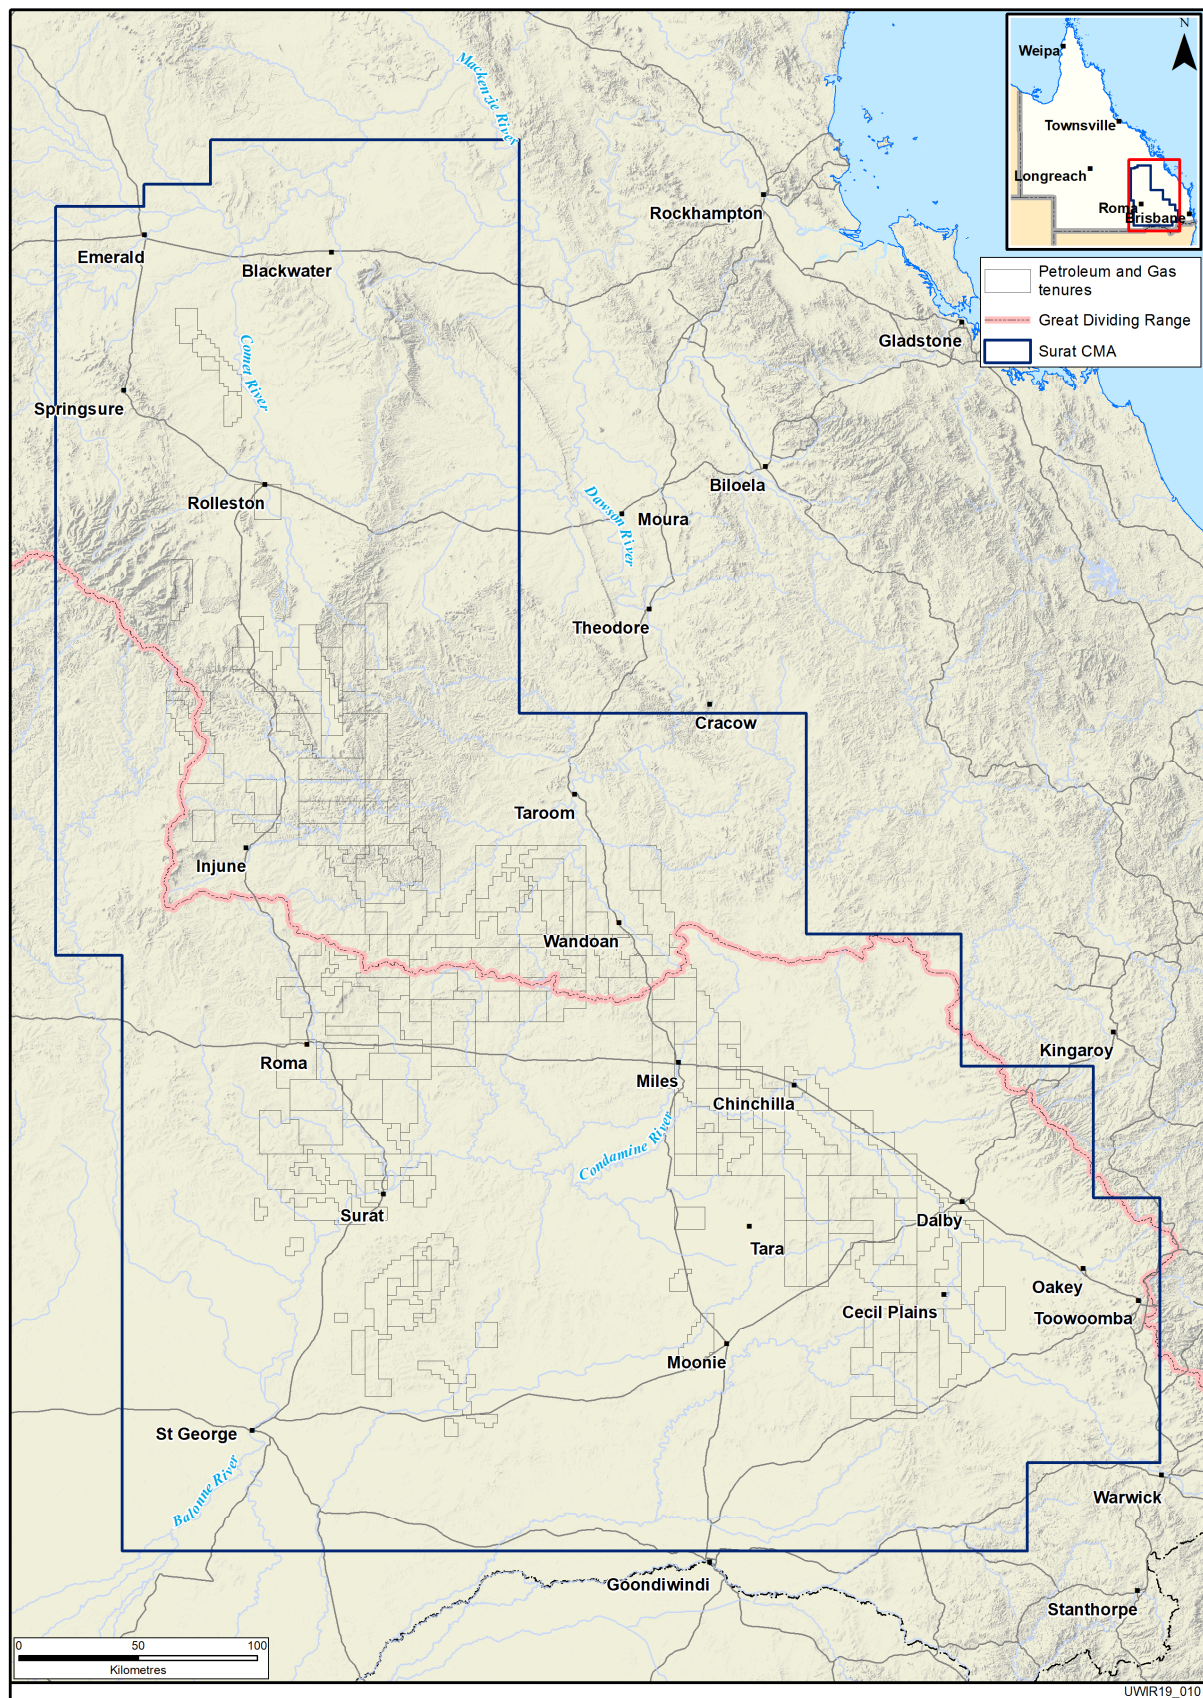 Mackenzie River
N
Weipa
Townsville
Longreach
Roma
Brisbane
Petroleum and Gas
tenures
Great Dividing Range
Surat CMA
Rockhampton
Emerald
Blackwater
Gladstone
Comet River
Springsure
Rolleston
Biloela
Dawson River
Moura
Theodore
Cracow
Taroom
Injune
Wandoan
Roma
Kingaroy
Miles
Chinchilla
Condamine River
Surat
Dalby
Tara
Oakey
Cecil Plains
Toowoomba
Moonie
St George
Balonne River
Warwick
Goondiwindi
Stanthorpe
0 50 100
Kilometres
UWIR19_010